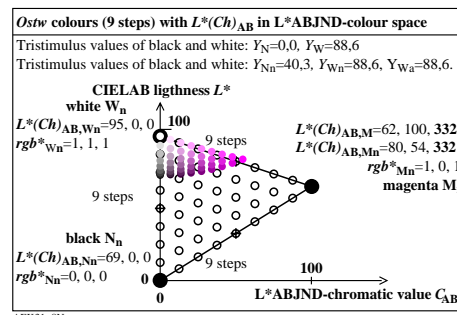 Ostw colours (9 steps) with L*(Ch)AB in L*ABJND-colour space
Tristimulus values of black and white: YN=0,0, YW=88,6
Tristimulus values of black and white: YNn=40,3, YWn=88,6, YWa=88,6.
CIELAB ligthness L*
white Wn
100
L*(Ch)AB,Wn=95, 0, 0
rgb*Wn=1, 1, 1
9 steps
L*(Ch)AB,M=62, 100, 332
L*(Ch)AB,Mn=80, 54, 332
rgb*Mn=1, 0, 1
magenta M
9 steps
black Nn
L*(Ch)AB,Nn=69, 0, 0
rgb*Nn=0, 0, 0
0
9 steps
0
100
L*ABJND-chromatic value CAB